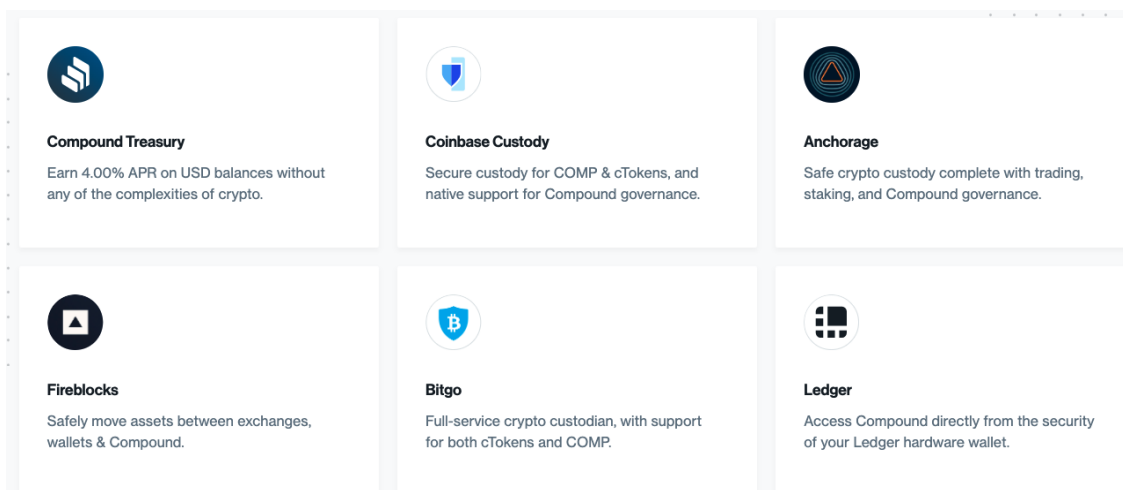 Compound Treasury
Earn 4.00% APR on USD balances without
any of the complexities of crypto.
Coinbase Custody
Secure custody for COMP & cTokens, and
native support for Compound governance.
Anchorage
Safe crypto custody complete with trading,
staking, and Compound governance.
Fireblocks
Safely move assets between exchanges,
wallets & Compound.
Bitgo
Full-service crypto custodian, with support
for both cTokens and COMP.
Ledger
Access Compound directly from the security
of your Ledger hardware wallet.